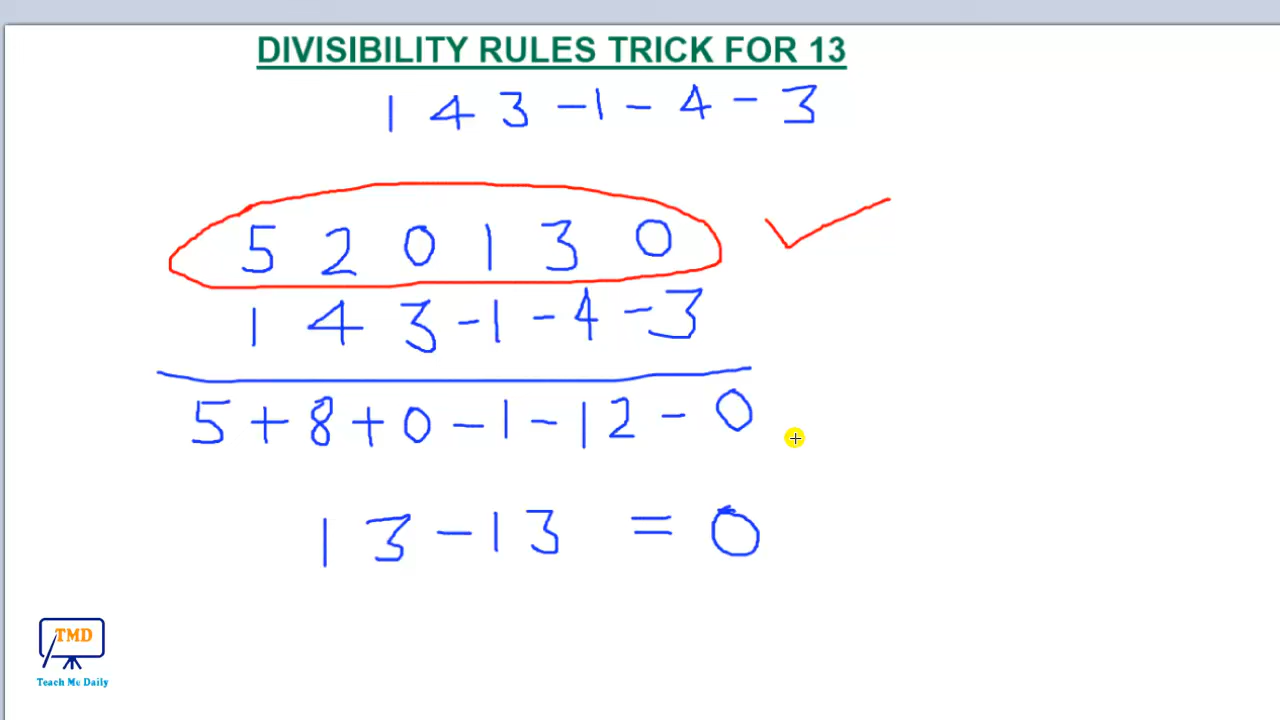 DIVISIBILITY RULES TRICK FOR 13
1 4 3 -1 - 4 - 3
5 2 0 1 3 0
1 4 3 -1 - 4 - 3
5 + 8 + 0 - 1 - 12 - 0
13 - 13 = 0
TMD
Teach Me Daily